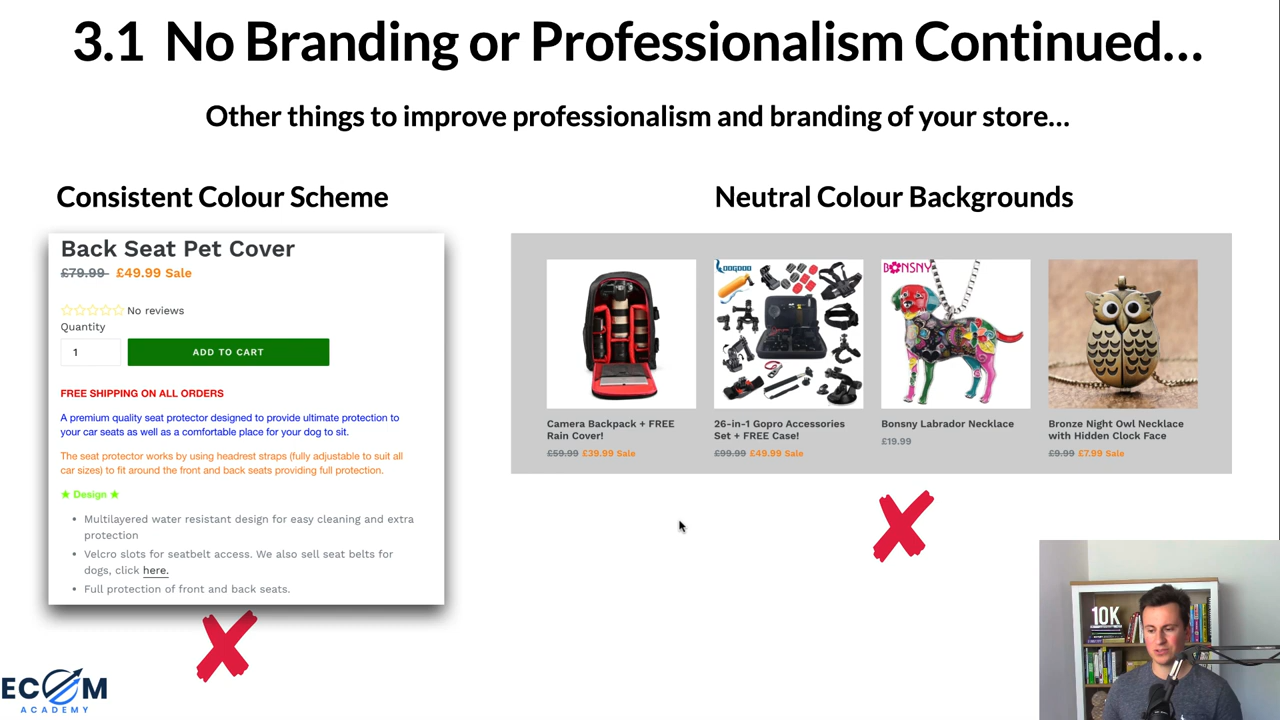 3.1 No Branding or Professionalism Continued...
Other things to improve professionalism and branding of your store...
Consistent Colour Scheme
Back Seat Pet Cover
£79.99 £49.99 Sale
No reviews
Quantity
1
ADD TO CART
FREE SHIPPING ON ALL ORDERS
A premium quality seat protector designed to provide ultimate protection to
your car seats as well as a comfortable place for your dog to sit.
The seat protector works by using headrest straps (fully adjustable to suit all
car sizes) to fit around the front and back seats providing full protection.
★ Design ★
• Multilayered water resistant design for easy cleaning and extra
protection
• Velcro slots for seatbelt access. We also sell seat belts for
dogs, click here.
• Full protection of front and back seats.
Neutral Colour Backgrounds
BONSNY
Camera Backpack + FREE
Rain Cover!
£59.99 £39.99 Sale
26-in-1 Gopro Accessories
Set + FREE Case!
£99.99 £49.99 Sale
Bonsny Labrador Necklace
£19.99
Bronze Night Owl Necklace
with Hidden Clock Face
£9.99 £7.99 Sale
10K
ECOM
ACADEMY